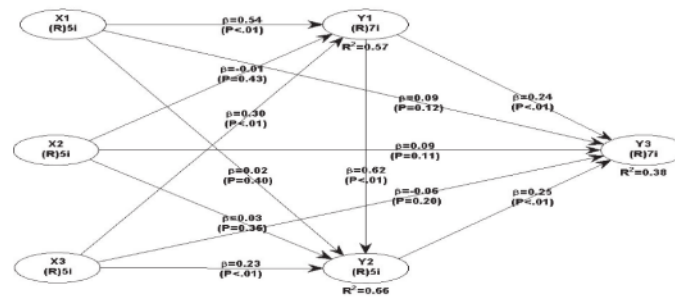 X1
(R)5i
β=0.54
(P<.01)
Y1
(R)7i
R²=0.57
β=-0.01
(P=0.43)
β=0.30
(P<.01)
β=0.09
(P=0.12)
β=0.24
(P<.01)
X2
(R)5i
β=0.09
(P=0.11)
Y3
(R)7i
R²=0.38
β=0.02
(P=0.40)
β=0.62
(P<.01)
β=-0.06
(P=0.20)
β=0.25
(P<.01)
β=0.03
(P=0.36)
X3
(R)5i
β=0.23
(P<.01)
Y2
(R)5i
R²=0.66